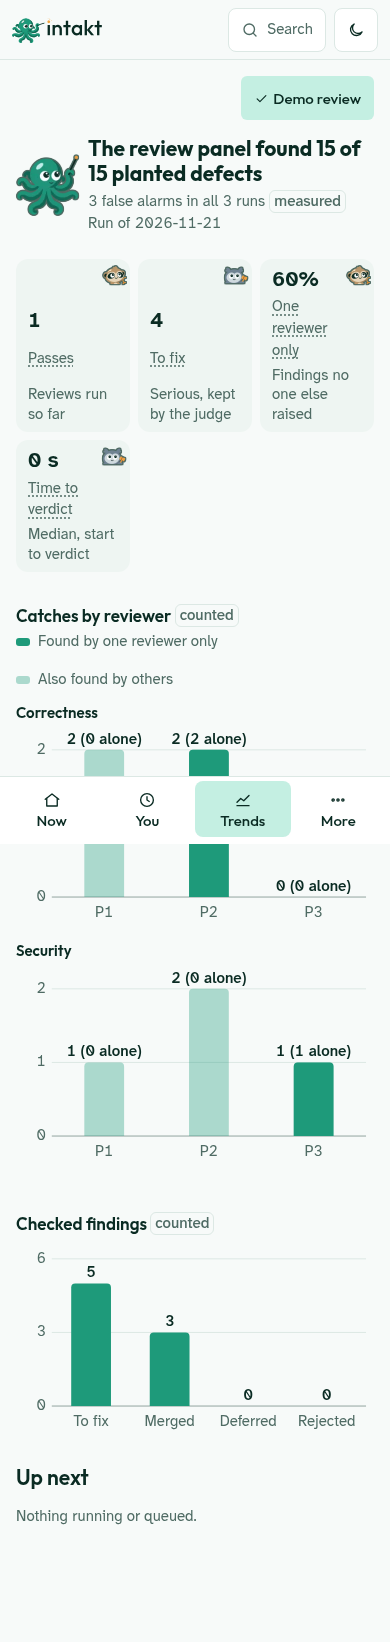 intakt
Search
Demo review
The review panel found 15 of
15 planted defects
3 false alarms in all 3 runs measured
Run of 2026-11-21
1
Passes
Reviews run
so far
4
To fix
Serious, kept
by the judge
60%
One
reviewer
only
Findings no
one else
raised
0 s
Time to
verdict
Median, start
to verdict
Catches by reviewer counted
Found by one reviewer only
Also found by others
Correctness
2 (0 alone) 2 (2 alone)
2
Now You Trends More
0 (0 alone)
0
P1 P2 P3
Security
2 (0 alone)
2
1 (0 alone) 1 (1 alone)
1
0
P1 P2 P3
Checked findings counted
6
5
3
3
0 0
0
To fix Merged Deferred Rejected
Up next
Nothing running or queued.